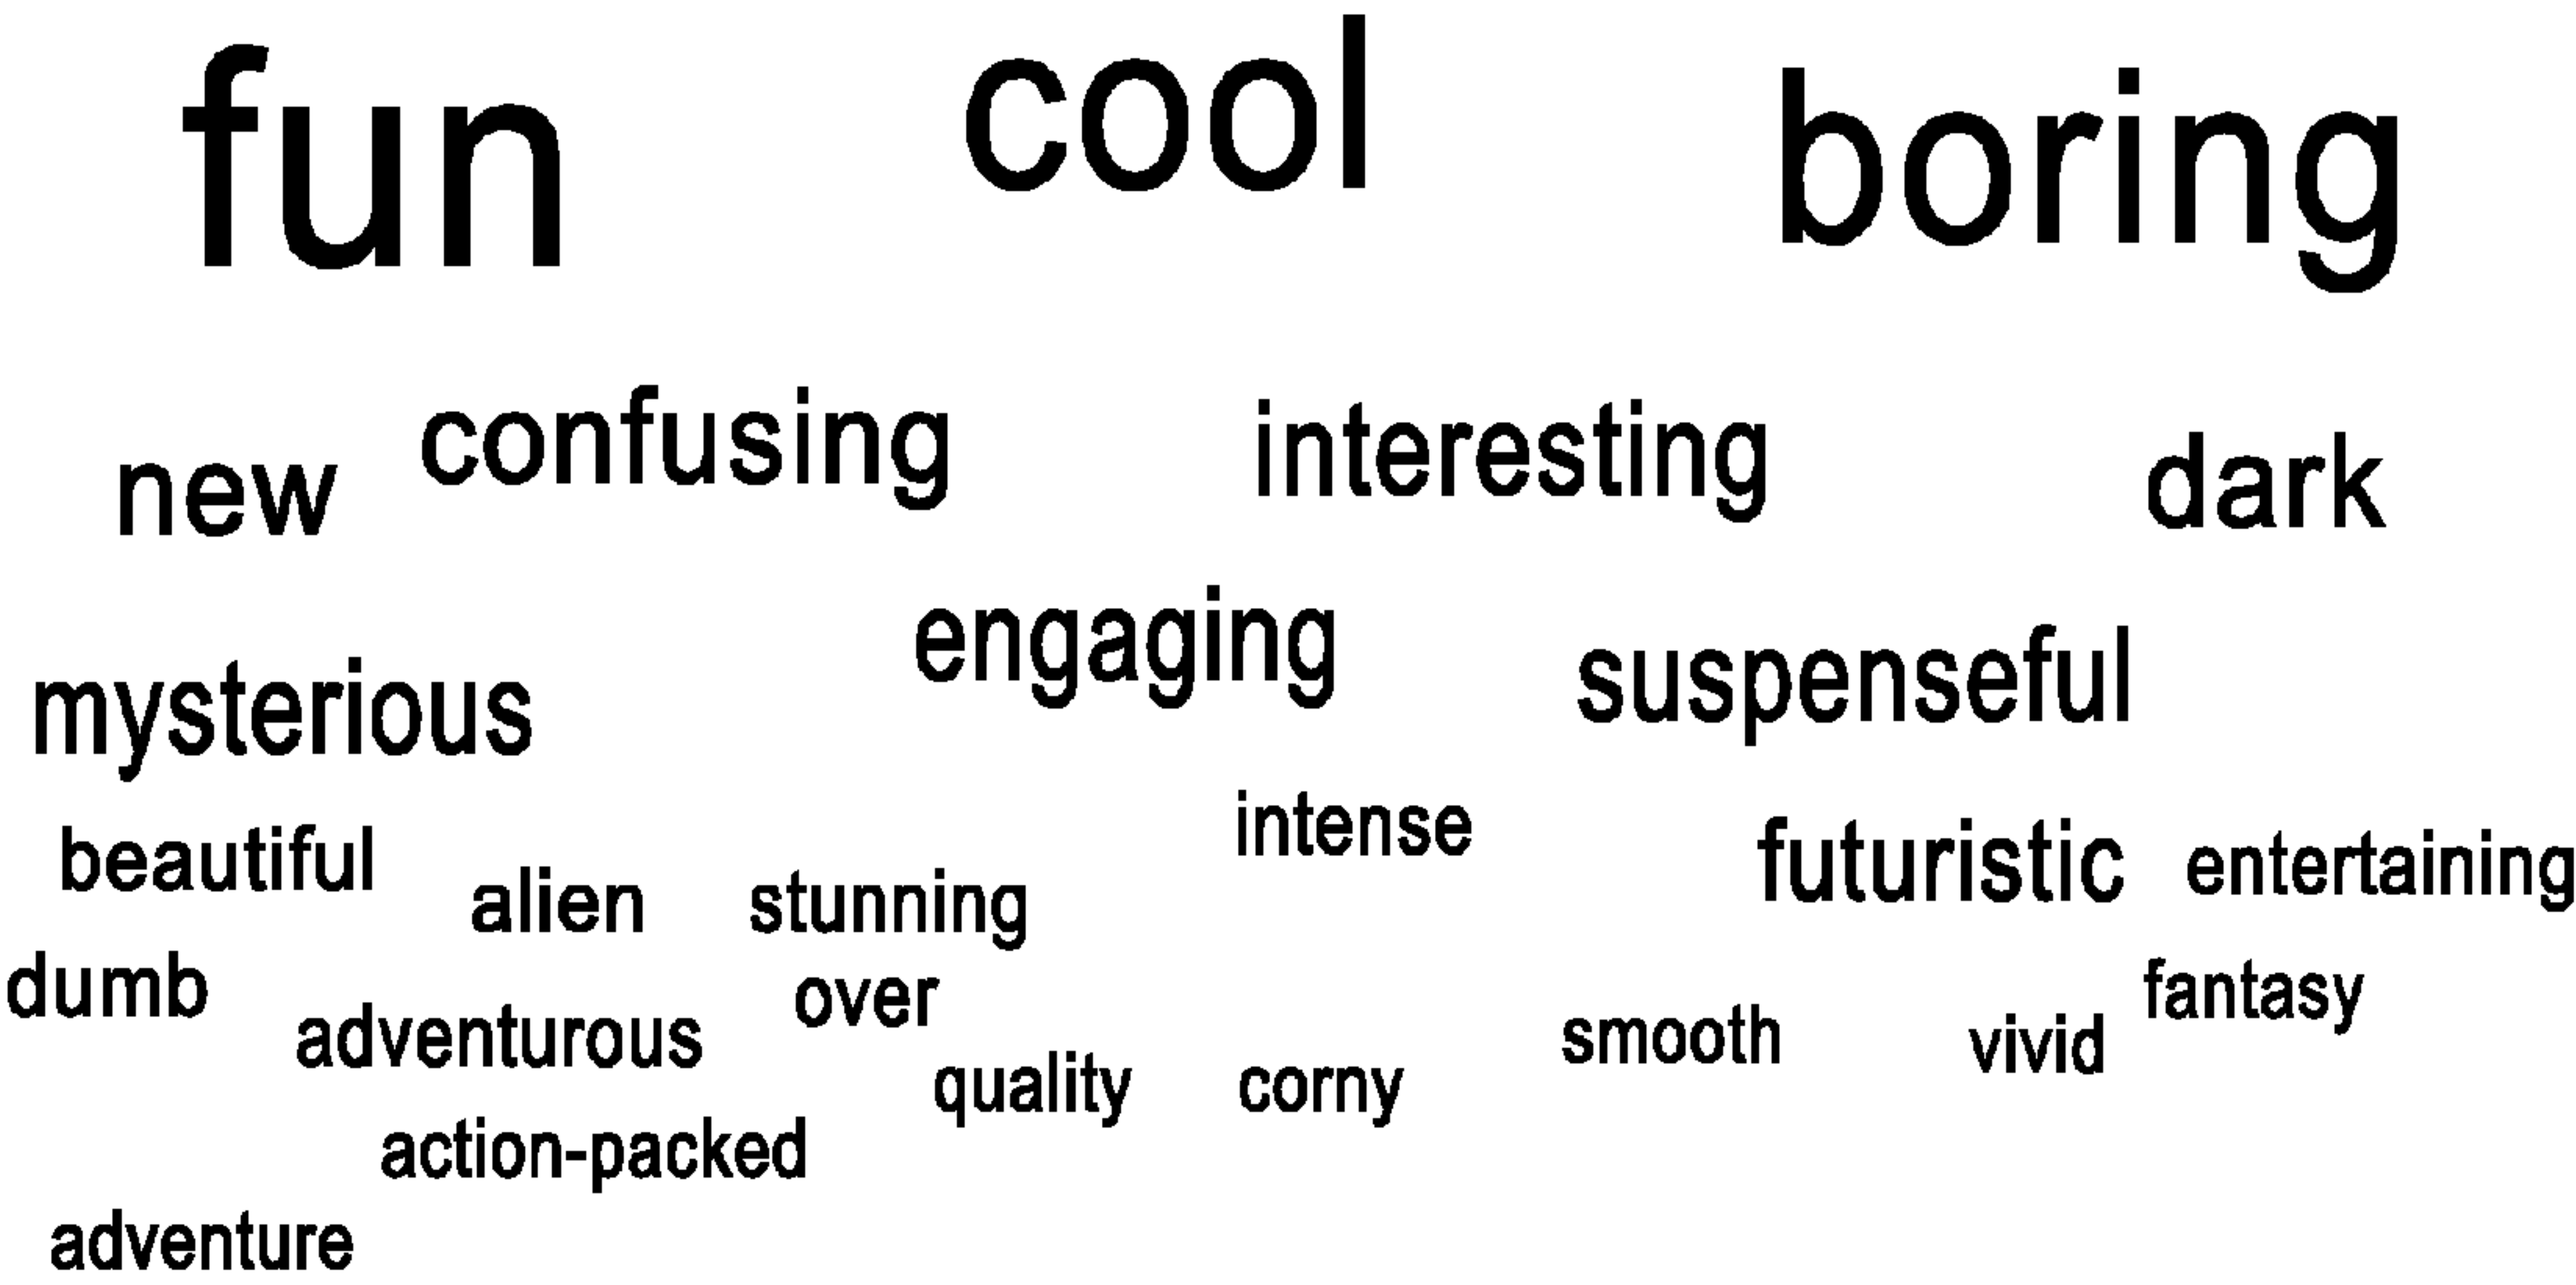 fun cool boring
new confusing interesting dark
mysterious engaging suspenseful
beautiful alien stunning intense futuristic entertaining
dumb adventurous over quality corny smooth vivid fantasy
action-packed
adventure